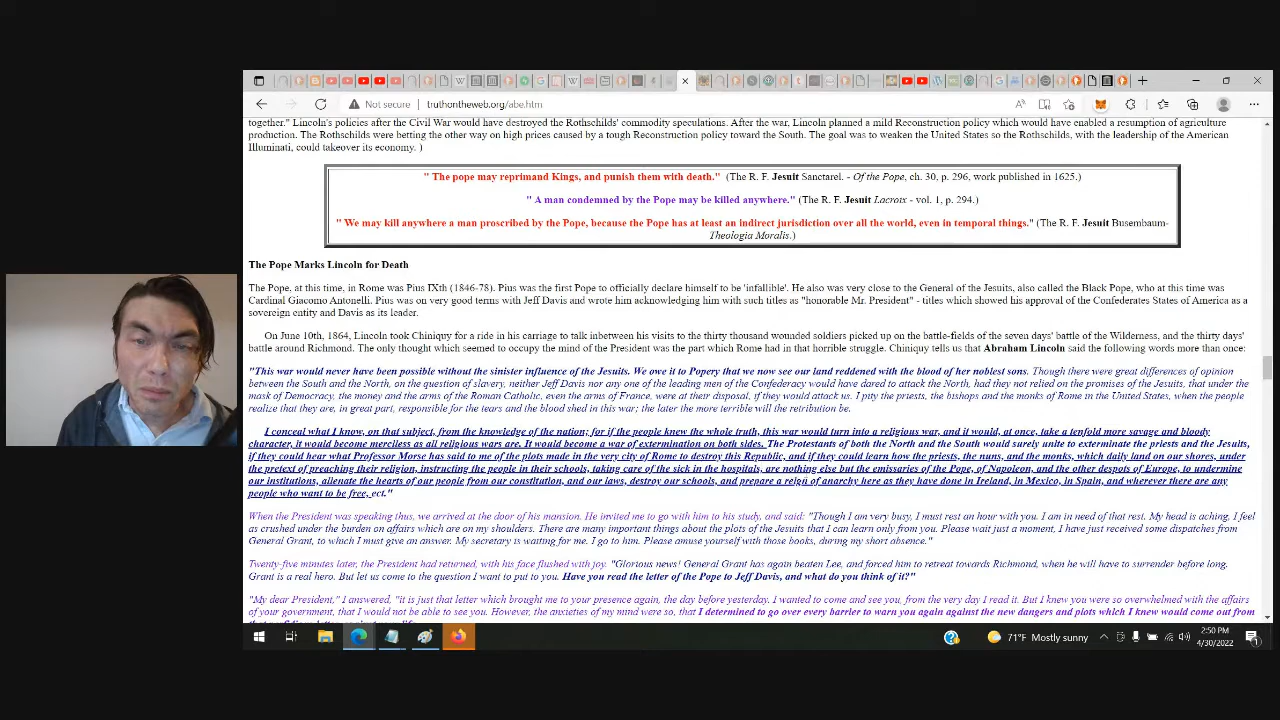 Not secure | truthontheweb.org/abe.htm
together." Lincoln's policies after the Civil War would have destroyed the Rothschilds' commodity speculations. After the war, Lincoln planned a mild Reconstruction policy which would have enabled a resumption of agriculture
production. The Rothschilds were betting the other way on high prices caused by a tough Reconstruction policy toward the South. The goal was to weaken the United States so the Rothschilds, with the leadership of the American
Illuminati, could takeover its economy. )
" The pope may reprimand Kings, and punish them with death." (The R. F. Jesuit Sanctarel. - Of the Pope, ch. 30, p. 296, work published in 1625.)
" A man condemned by the Pope may be killed anywhere." (The R. F. Jesuit Lacroix - vol. 1, p. 294.)
" We may kill anywhere a man proscribed by the Pope, because the Pope has at least an indirect jurisdiction over all the world, even in temporal things." (The R. F. Jesuit Busembaum-
Theologia Moralis.)
The Pope Marks Lincoln for Death
The Pope, at this time, in Rome was Pius IXth (1846-78). Pius was the first Pope to officially declare himself to be 'infallible'. He also was very close to the General of the Jesuits, also called the Black Pope, who at this time was
Cardinal Giacomo Antonelli. Pius was on very good terms with Jeff Davis and wrote him acknowledging him with such titles as "honorable Mr. President" - titles which showed his approval of the Confederates States of America as a
sovereign entity and Davis as its leader.
On June 10th, 1864, Lincoln took Chiniquy for a ride in his carriage to talk inbetween his visits to the thirty thousand wounded soldiers picked up on the battle-fields of the seven days' battle of the Wilderness, and the thirty days'
battle around Richmond. The only thought which seemed to occupy the mind of the President was the part which Rome had in that horrible struggle. Chiniquy tells us that Abraham Lincoln said the following words more than once:
"This war would never have been possible without the sinister influence of the Jesuits. We owe it to Popery that we now see our land reddened with the blood of her noblest sons. Though there were great differences of opinion
between the South and the North, on the question of slavery, neither Jeff Davis nor any one of the leading men of the Confederacy would have dared to attack the North, had they not relied on the promises of the Jesuits, that under the
mask of Democracy, the money and the arms of the Roman Catholic, even the arms of France, were at their disposal, if they would attack us. I pity the priests, the bishops and the monks of Rome in the United States, when the people
realize that they are, in great part, responsible for the tears and the blood shed in this war; the later the more terrible will the retribution be.
I conceal what I know, on that subject, from the knowledge of the nation; for if the people knew the whole truth, this war would turn into a religious war, and it would, at once, take a tenfold more savage and bloody
character, it would become merciless as all religious wars are. It would become a war of extermination on both sides. The Protestants of both the North and the South would surely unite to exterminate the priests and the Jesuits,
if they could hear what Professor Morse has said to me of the plots made in the very city of Rome to destroy this Republic, and if they could learn how the priests, the nuns, and the monks, which daily land on our shores, under
the pretext of preaching their religion, instructing the people in their schools, taking care of the sick in the hospitals, are nothing else but the emissaries of the Pope, of Napoleon, and the other despots of Europe, to undermine
our institutions, alienate the hearts of our people from our constitution, and our laws, destroy our schools, and prepare a reign of anarchy here as they have done in Ireland, in Mexico, in Spain, and wherever there are any
people who want to be free, ect."
When the President was speaking thus, we arrived at the door of his mansion. He invited me to go with him to his study, and said: "Though I am very busy, I must rest an hour with you. I am in need of that rest. My head is aching, I feel
as crushed under the burden on affairs which are on my shoulders. There are many important things about the plots of the Jesuits that I can learn only from you. Please wait just a moment, I have just received some dispatches from
General Grant, to which I must give an answer. My secretary is waiting for me. I go to him. Please amuse yourself with those books, during my short absence."
Twenty-five minutes later, the President had returned, with his face flushed with joy. "Glorious news! General Grant has again beaten Lee, and forced him to retreat towards Richmond, when he will have to surrender before long.
Grant is a real hero. But let us come to the question I want to put to you. Have you read the letter of the Pope to Jeff Davis, and what do you think of it?"
"My dear President," I answered, "it is just that letter which brought me to your presence again, the day before yesterday. I wanted to come and see you, from the very day I read it. But I knew you were so overwhelmed with the affairs
of your government, that I would not be able to see you. However, the anxieties of my mind were so, that I determined to go over every barrier to warn you again against the new dangers and plots which I knew would come out from
71°F Mostly sunny
2:50 PM
4/30/2022